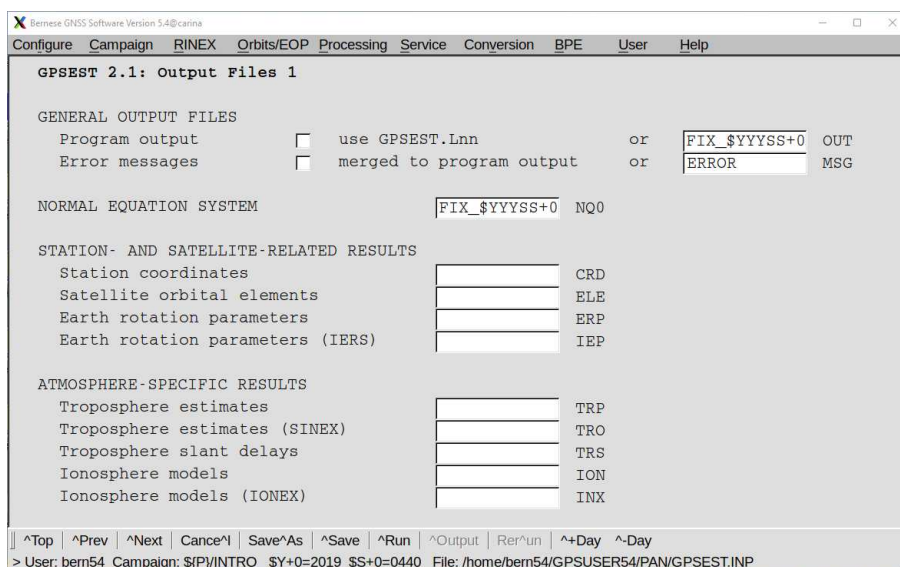 Bernese GNSS Software Version 5.4@carina
Configure Campaign RINEX Orbits/EOP Processing Service Conversion BPE User Help
GPSEST 2.1: Output Files 1
GENERAL OUTPUT FILES
Program output use GPSEST.Lnn or FIX_$YYYSS+0 OUT
Error messages merged to program output or ERROR MSG
NORMAL EQUATION SYSTEM FIX_$YYYSS+0 NQ0
STATION- AND SATELLITE-RELATED RESULTS
Station coordinates CRD
Satellite orbital elements ELE
Earth rotation parameters ERP
Earth rotation parameters (IERS) IEP
ATMOSPHERE-SPECIFIC RESULTS
Troposphere estimates TRP
Troposphere estimates (SINEX) TRO
Troposphere slant delays TRS
Ionosphere models ION
Ionosphere models (IONEX) INX
^Top ^Prev ^Next Cance^l Save^As ^Save ^Run ^Output Rer^un ^+Day ^-Day
> User: bern54 Campaign: ${P}/INTRO $Y+0=2019 $S+0=0440 File: /home/bern54/GPSUSER54/PAN/GPSEST.INP